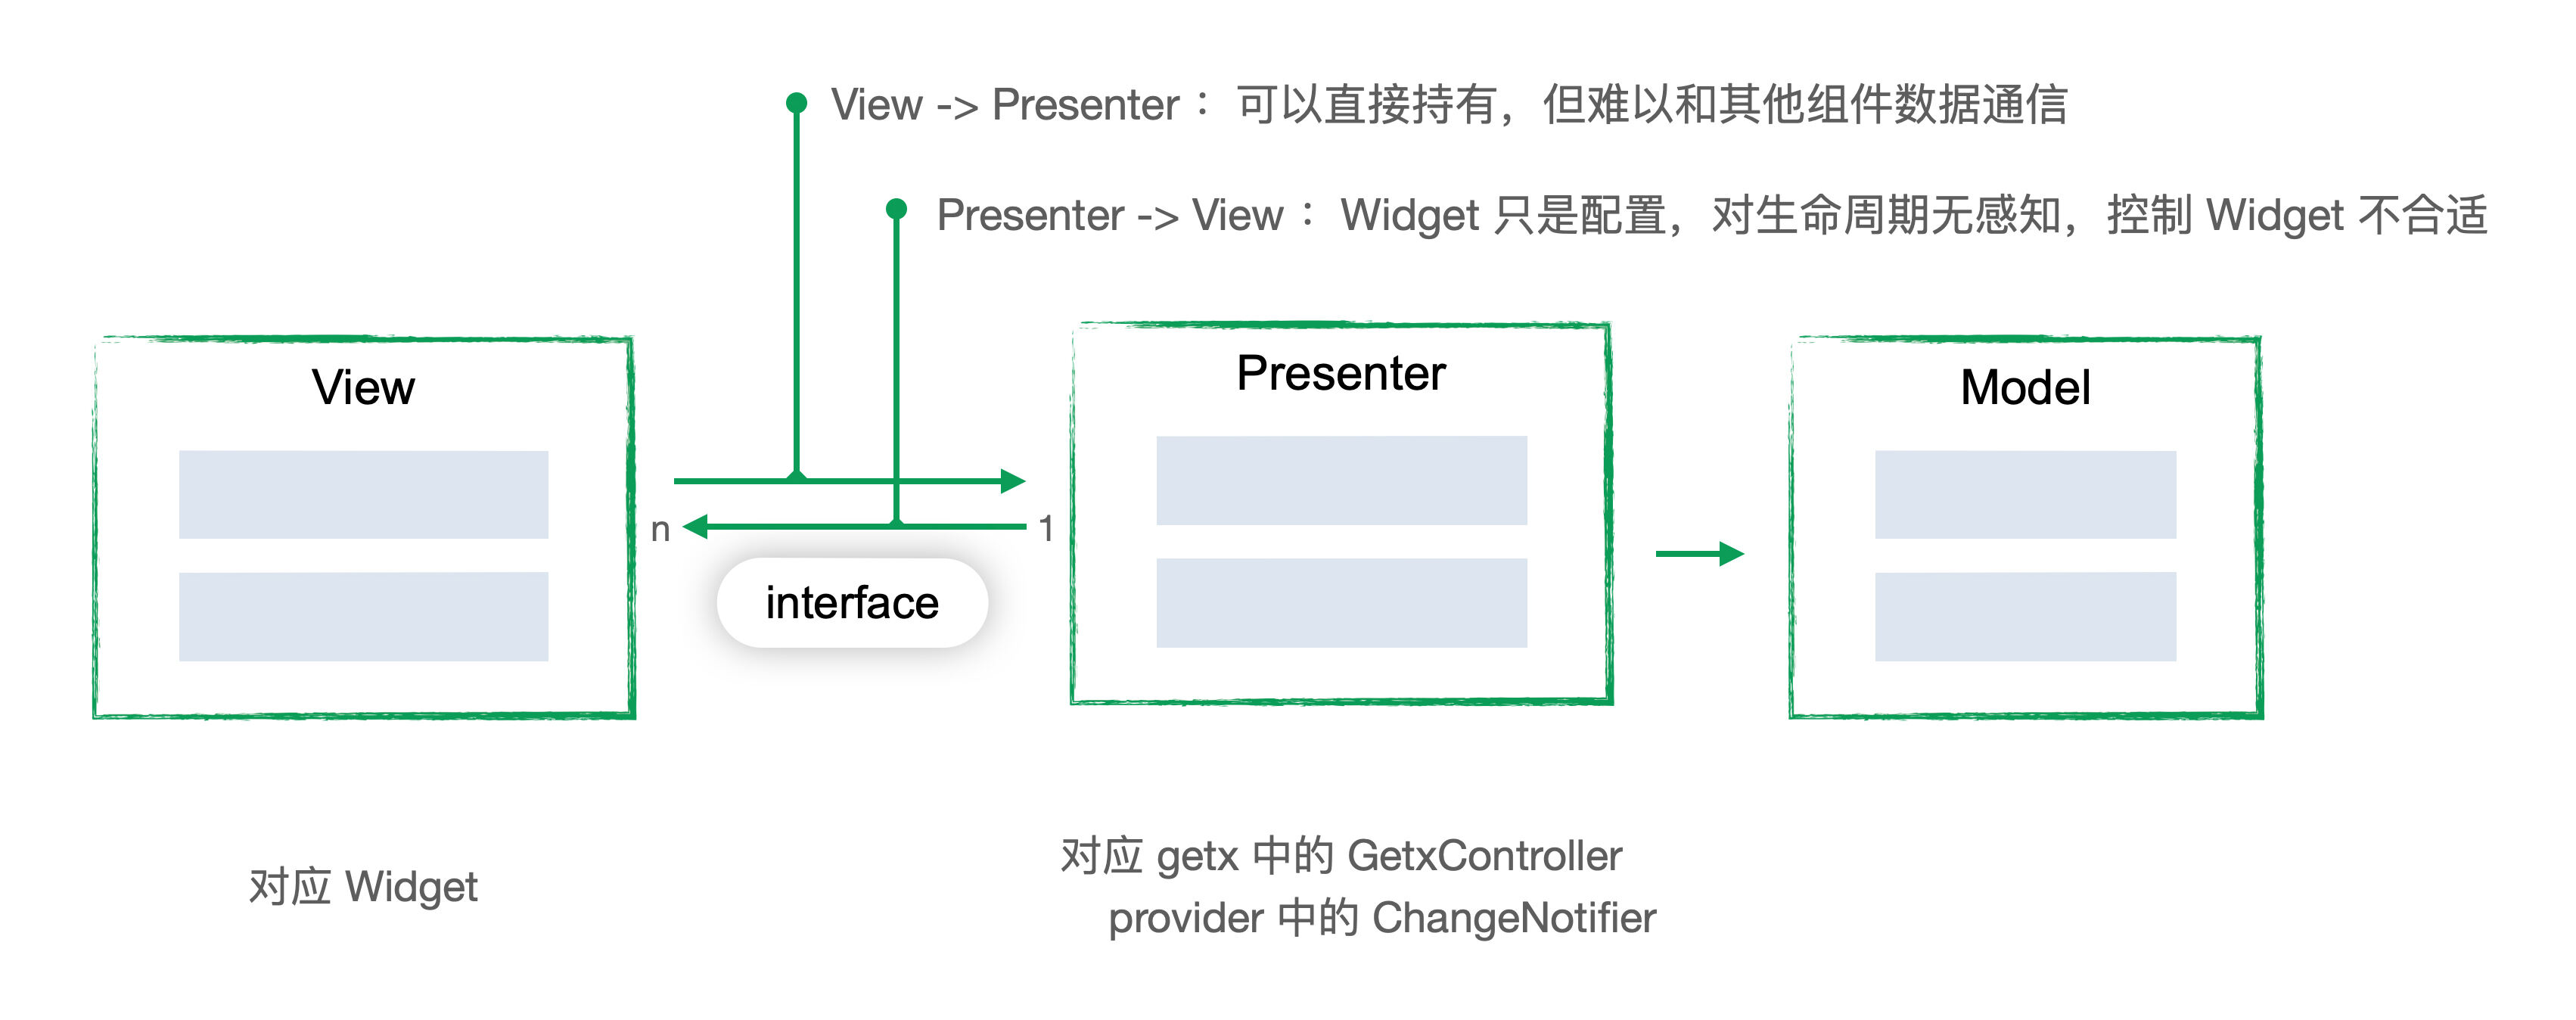 View -> Presenter： 可以直接持有，但难以和其他组件数据通信
Presenter -> View： Widget 只是配置，对生命周期无感知，控制 Widget 不合适
View
Presenter
Model
n
1
interface
对应 Widget
对应 getx 中的 GetxController
provider 中的 ChangeNotifier